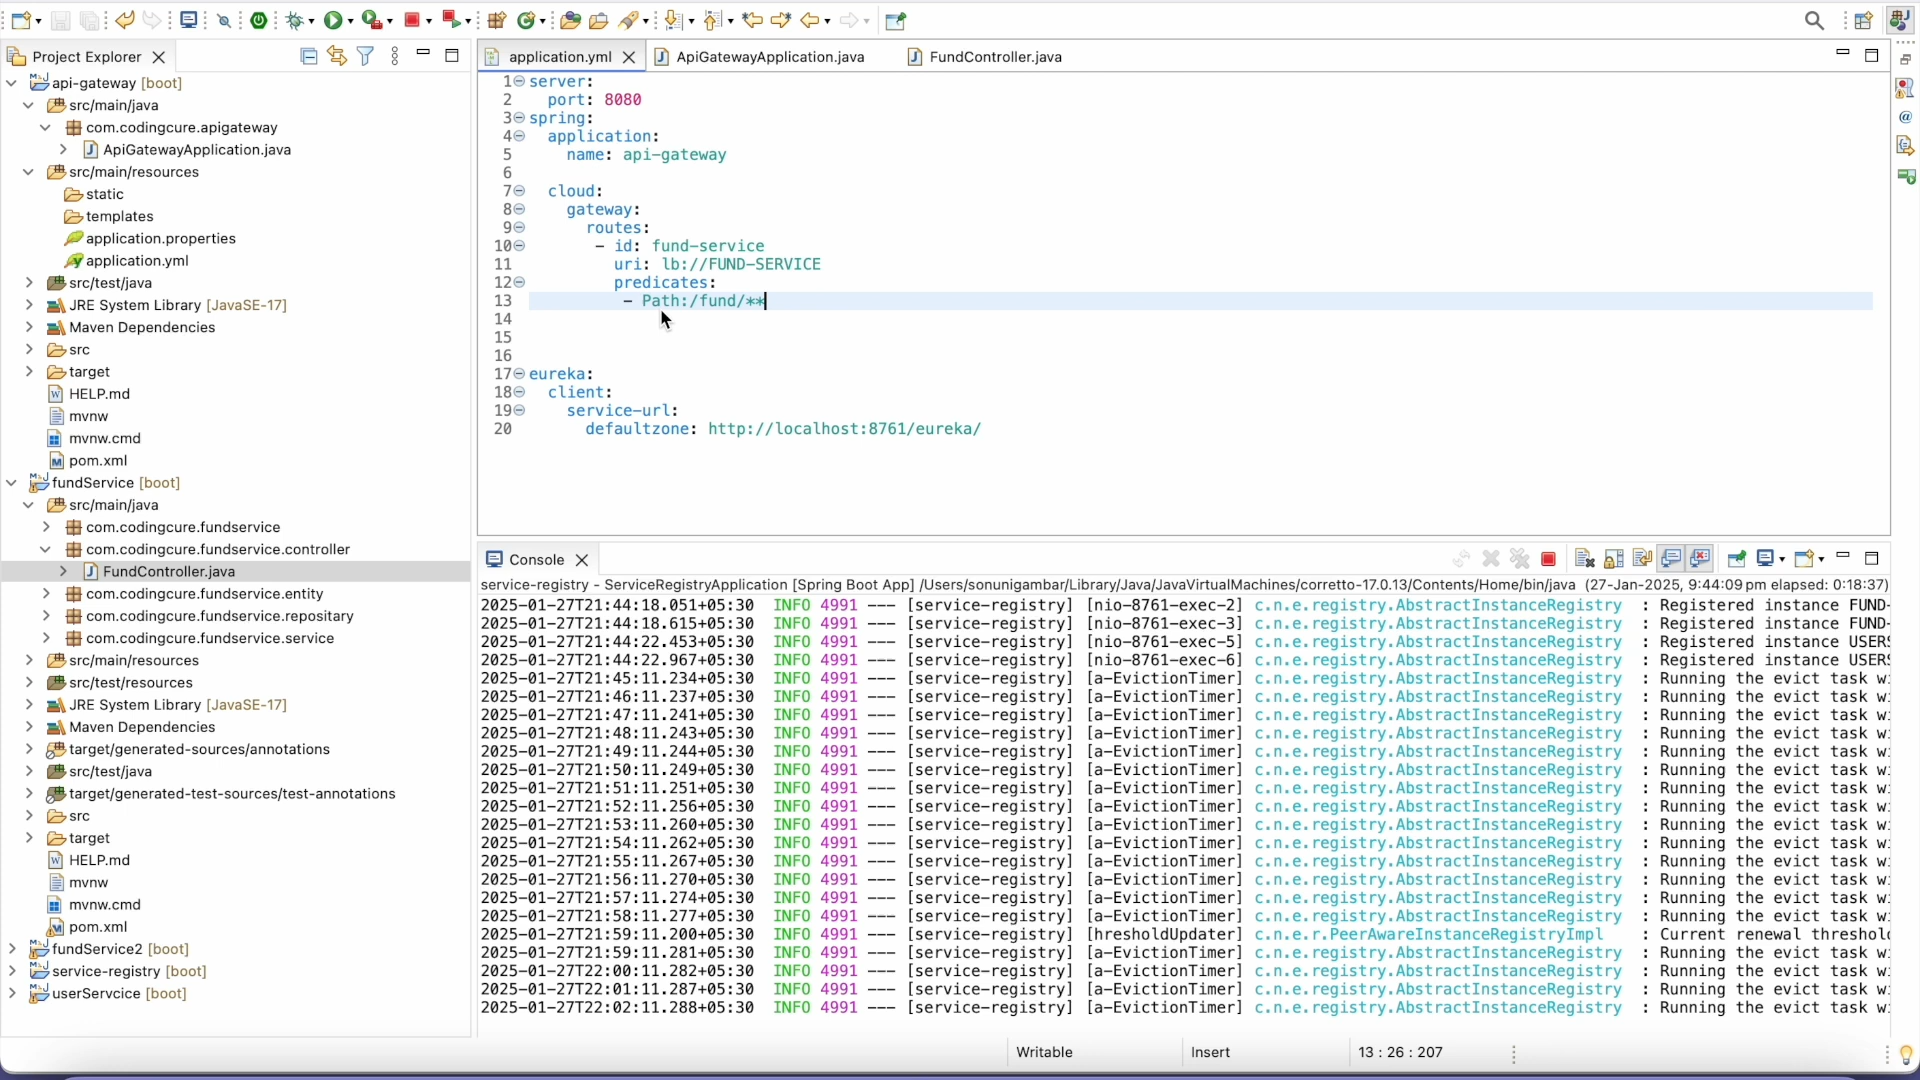 Project Explorer
api-gateway [boot]
src/main/java
com.codingcure.apigateway
ApiGatewayApplication.java
src/main/resources
static
templates
application.properties
application.yml
src/test/java
JRE System Library [JavaSE-17]
Maven Dependencies
src
target
HELP.md
mvnw
mvnw.cmd
pom.xml
fundService [boot]
src/main/java
com.codingcure.fundservice
com.codingcure.fundservice.controller
FundController.java
com.codingcure.fundservice.entity
com.codingcure.fundservice.repositary
com.codingcure.fundservice.service
src/main/resources
src/test/resources
JRE System Library [JavaSE-17]
Maven Dependencies
target/generated-sources/annotations
src/test/java
target/generated-test-sources/test-annotations
src
target
HELP.md
mvnw
mvnw.cmd
pom.xml
fundService2 [boot]
service-registry [boot]
userServcice [boot]
application.yml ApiGatewayApplication.java FundController.java
1 server:
2 port: 8080
3 spring:
4 application:
5 name: api-gateway
6
7 cloud:
8 gateway:
9 routes:
10 - id: fund-service
11 uri: lb://FUND-SERVICE
12 predicates:
13 - Path:/fund/**
14
15
16
17 eureka:
18 client:
19 service-url:
20 defaultzone: http://localhost:8761/eureka/
Console
service-registry - ServiceRegistryApplication [Spring Boot App] /Users/sonunigambar/Library/Java/JavaVirtualMachines/corretto-17.0.13/Contents/Home/bin/java (27-Jan-2025, 9:44:09 pm elapsed: 0:18:37)
2025-01-27T21:44:18.051+05:30 INFO 4991 --- [service-registry] [nio-8761-exec-2] c.n.e.registry.AbstractInstanceRegistry : Registered instance FUND-
2025-01-27T21:44:18.615+05:30 INFO 4991 --- [service-registry] [nio-8761-exec-3] c.n.e.registry.AbstractInstanceRegistry : Registered instance FUND-
2025-01-27T21:44:22.453+05:30 INFO 4991 --- [service-registry] [nio-8761-exec-5] c.n.e.registry.AbstractInstanceRegistry : Registered instance USERS
2025-01-27T21:44:22.967+05:30 INFO 4991 --- [service-registry] [nio-8761-exec-6] c.n.e.registry.AbstractInstanceRegistry : Registered instance USERS
2025-01-27T21:45:11.234+05:30 INFO 4991 --- [service-registry] [a-EvictionTimer] c.n.e.registry.AbstractInstanceRegistry : Running the evict task wi
2025-01-27T21:46:11.237+05:30 INFO 4991 --- [service-registry] [a-EvictionTimer] c.n.e.registry.AbstractInstanceRegistry : Running the evict task wi
2025-01-27T21:47:11.241+05:30 INFO 4991 --- [service-registry] [a-EvictionTimer] c.n.e.registry.AbstractInstanceRegistry : Running the evict task wi
2025-01-27T21:48:11.243+05:30 INFO 4991 --- [service-registry] [a-EvictionTimer] c.n.e.registry.AbstractInstanceRegistry : Running the evict task wi
2025-01-27T21:49:11.244+05:30 INFO 4991 --- [service-registry] [a-EvictionTimer] c.n.e.registry.AbstractInstanceRegistry : Running the evict task wi
2025-01-27T21:50:11.249+05:30 INFO 4991 --- [service-registry] [a-EvictionTimer] c.n.e.registry.AbstractInstanceRegistry : Running the evict task wi
2025-01-27T21:51:11.251+05:30 INFO 4991 --- [service-registry] [a-EvictionTimer] c.n.e.registry.AbstractInstanceRegistry : Running the evict task wi
2025-01-27T21:52:11.256+05:30 INFO 4991 --- [service-registry] [a-EvictionTimer] c.n.e.registry.AbstractInstanceRegistry : Running the evict task wi
2025-01-27T21:53:11.260+05:30 INFO 4991 --- [service-registry] [a-EvictionTimer] c.n.e.registry.AbstractInstanceRegistry : Running the evict task wi
2025-01-27T21:54:11.262+05:30 INFO 4991 --- [service-registry] [a-EvictionTimer] c.n.e.registry.AbstractInstanceRegistry : Running the evict task wi
2025-01-27T21:55:11.267+05:30 INFO 4991 --- [service-registry] [a-EvictionTimer] c.n.e.registry.AbstractInstanceRegistry : Running the evict task wi
2025-01-27T21:56:11.270+05:30 INFO 4991 --- [service-registry] [a-EvictionTimer] c.n.e.registry.AbstractInstanceRegistry : Running the evict task wi
2025-01-27T21:57:11.274+05:30 INFO 4991 --- [service-registry] [a-EvictionTimer] c.n.e.registry.AbstractInstanceRegistry : Running the evict task wi
2025-01-27T21:58:11.277+05:30 INFO 4991 --- [service-registry] [a-EvictionTimer] c.n.e.registry.AbstractInstanceRegistry : Running the evict task wi
2025-01-27T21:59:11.200+05:30 INFO 4991 --- [service-registry] [hresholdUpdater] c.n.e.r.PeerAwareInstanceRegistryImpl : Current renewal threshold
2025-01-27T21:59:11.281+05:30 INFO 4991 --- [service-registry] [a-EvictionTimer] c.n.e.registry.AbstractInstanceRegistry : Running the evict task wi
2025-01-27T22:00:11.282+05:30 INFO 4991 --- [service-registry] [a-EvictionTimer] c.n.e.registry.AbstractInstanceRegistry : Running the evict task wi
2025-01-27T22:01:11.287+05:30 INFO 4991 --- [service-registry] [a-EvictionTimer] c.n.e.registry.AbstractInstanceRegistry : Running the evict task wi
2025-01-27T22:02:11.288+05:30 INFO 4991 --- [service-registry] [a-EvictionTimer] c.n.e.registry.AbstractInstanceRegistry : Running the evict task wi
Writable Insert 13 : 26 : 207